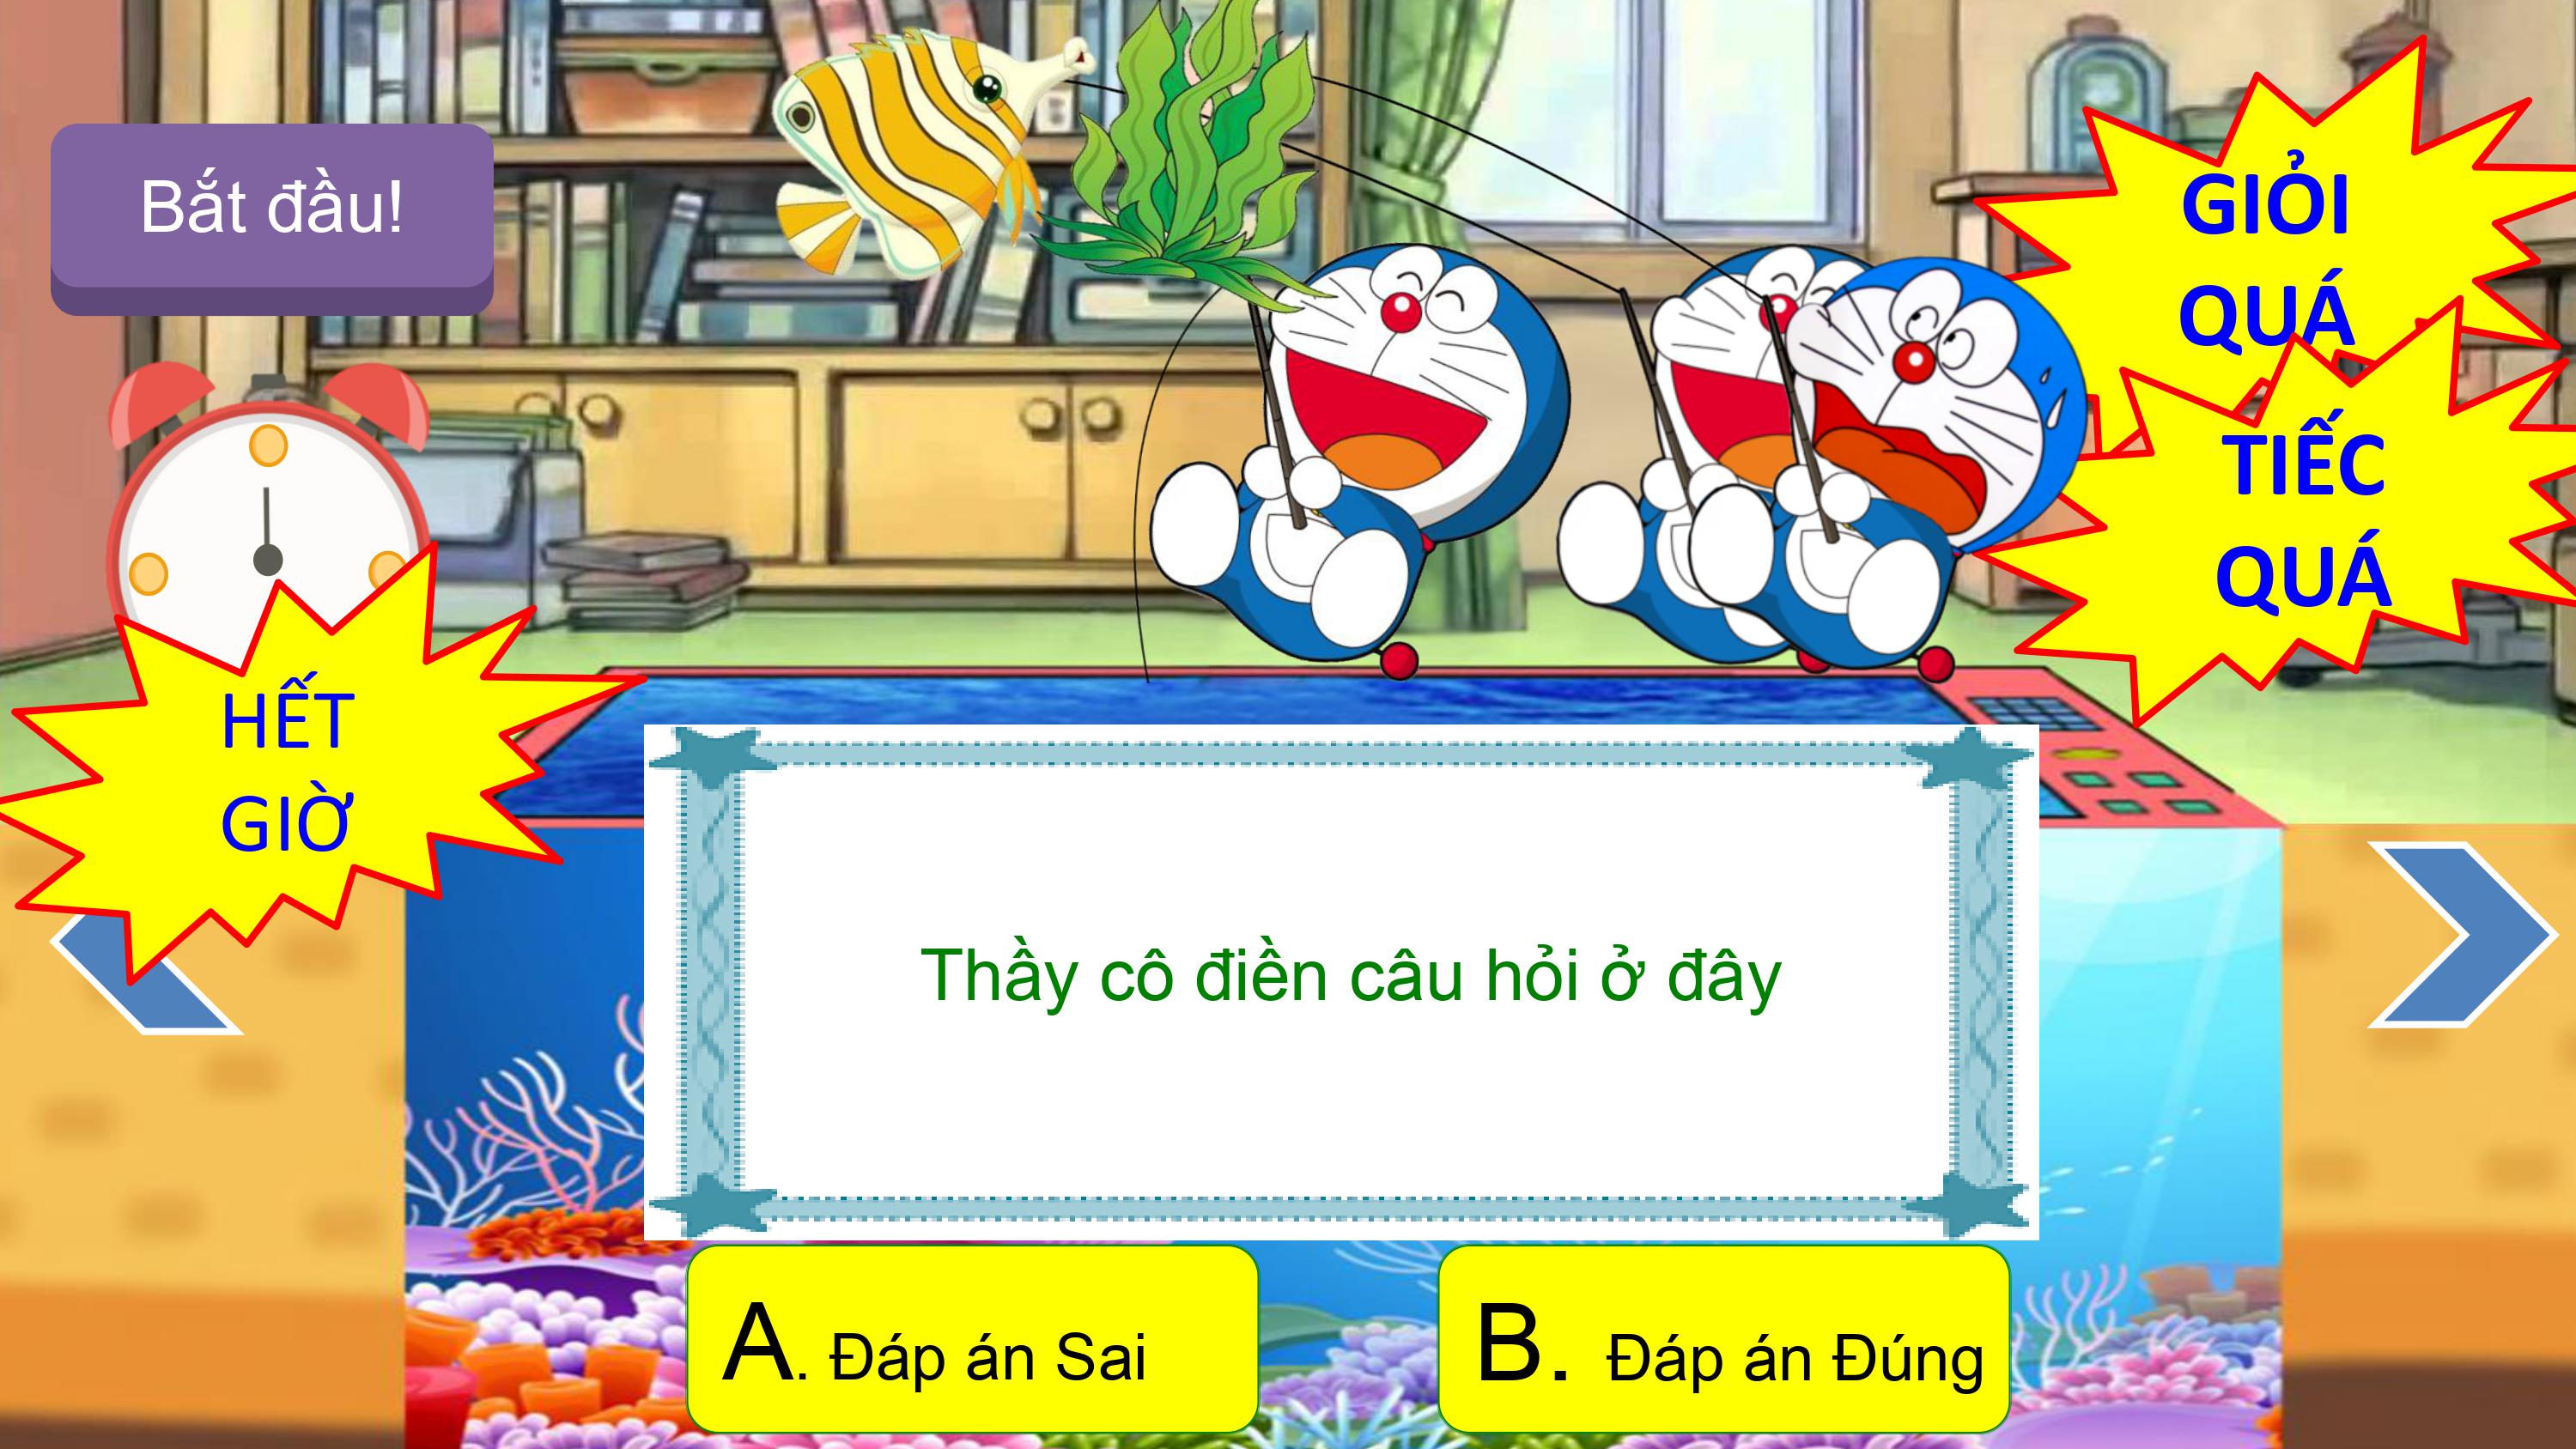 Bắt đầu!
GIỎI
QUÁ
TIẾC
QUÁ
HẾT
GIỜ
Thầy cô điền câu hỏi ở đây
A. Đáp án Sai
B. Đáp án Đúng